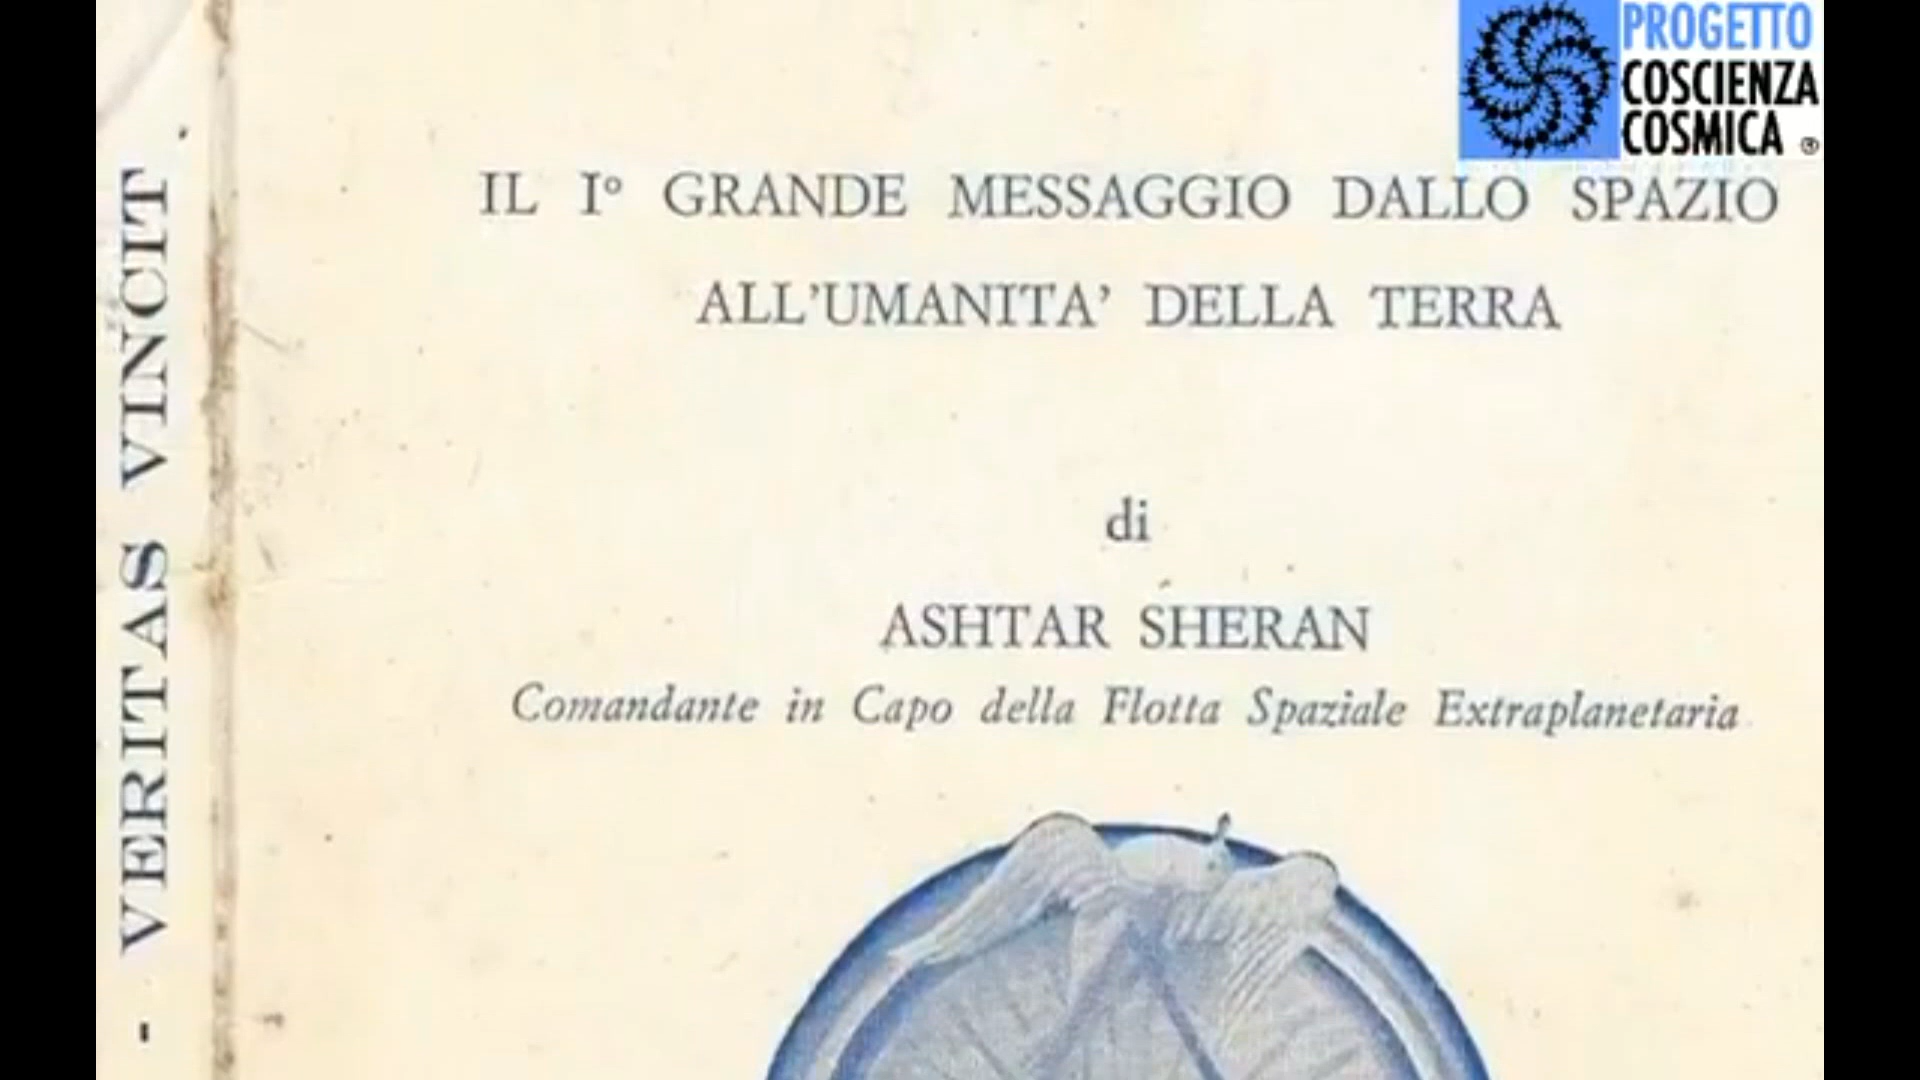 PROGETTO
COSCIENZA
COSMICA ®
IL I° GRANDE MESSAGGIO DALLO SPAZIO
ALL'UMANITA' DELLA TERRA
di
ASHTAR SHERAN
Comandante in Capo della Flotta Spaziale Extraplanetaria
- VERITAS VINCIT